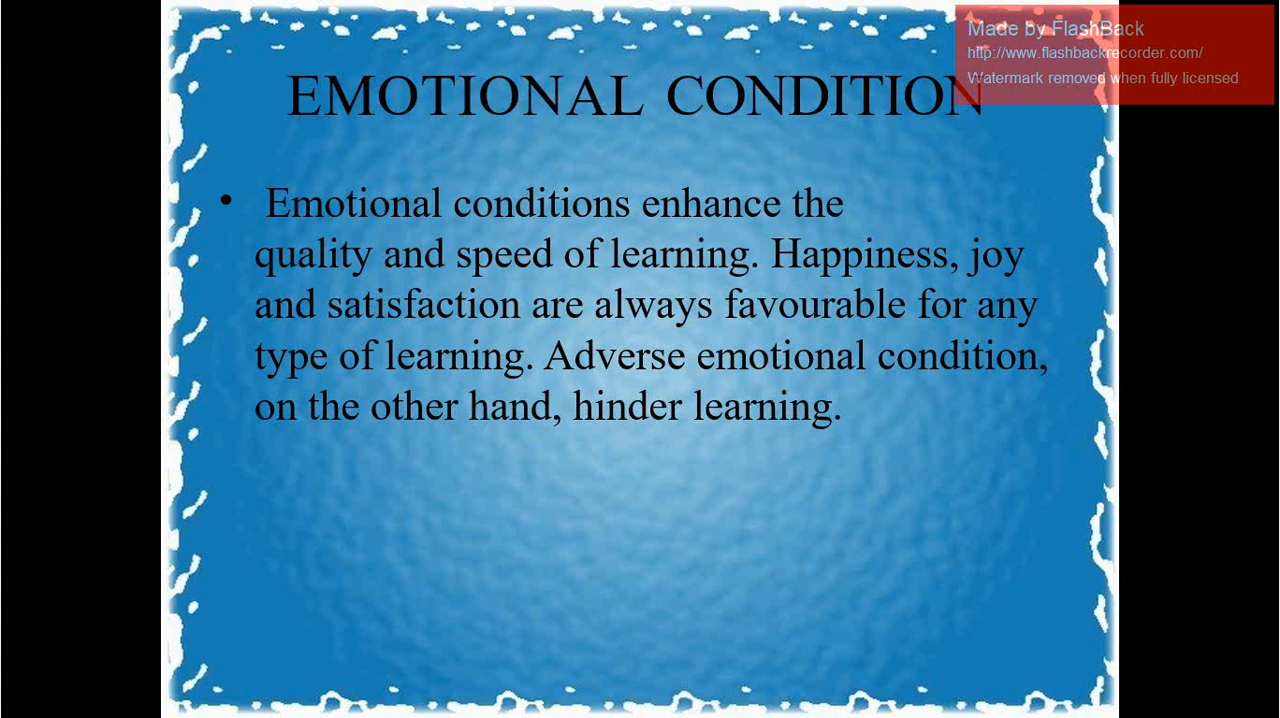 Made by FlashBack
http://www.flashbackrecorder.com/
Watermark removed when fully licensed
EMOTIONAL CONDITION
• Emotional conditions enhance the
quality and speed of learning. Happiness, joy
and satisfaction are always favourable for any
type of learning. Adverse emotional condition,
on the other hand, hinder learning.